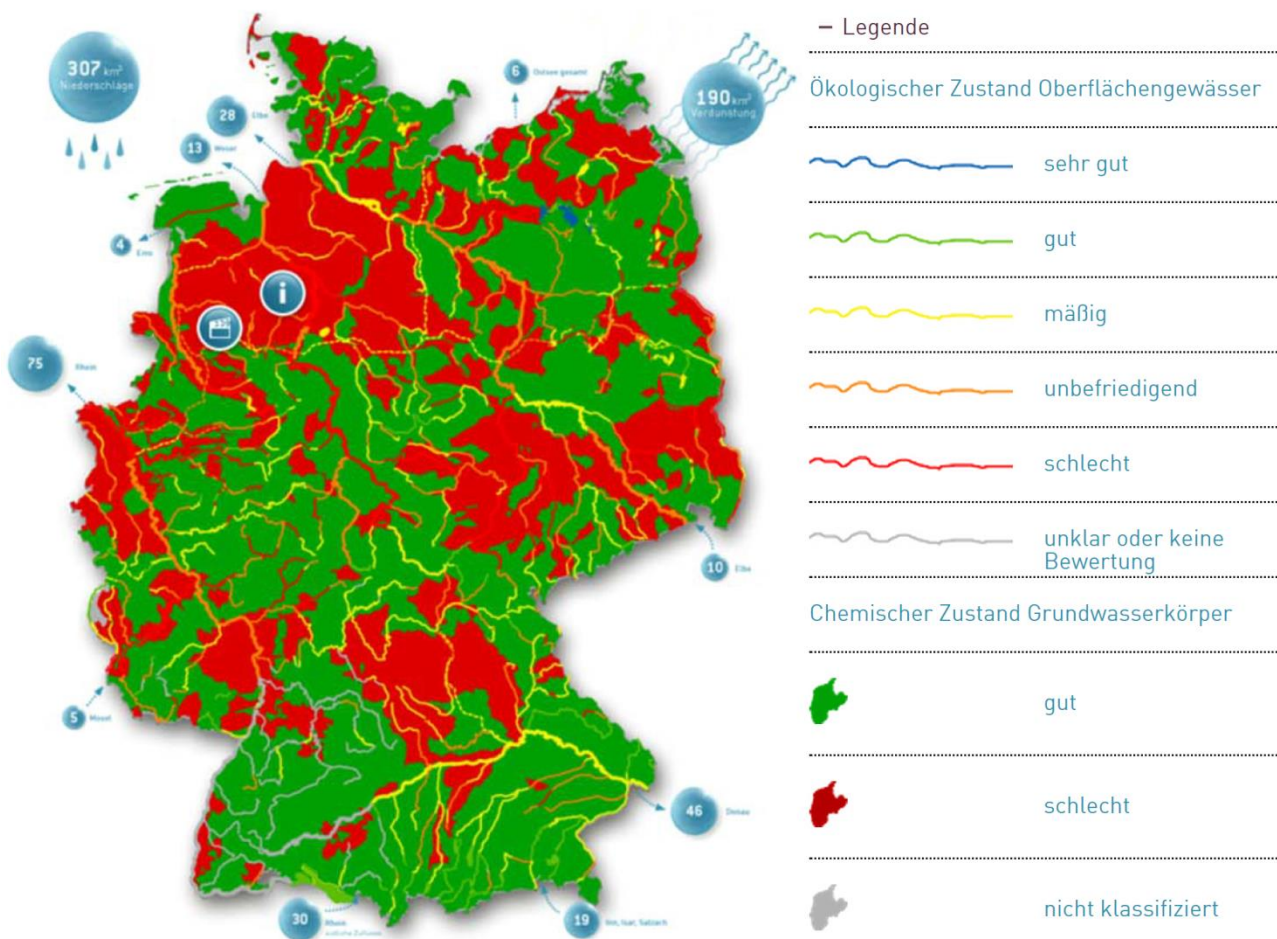 307 km³
Niederschläge
6
Ostsee gesamt
190 km³
Verdunstung
28
Elbe
13
Weser
4
Ems
75
Rhein
10
Elbe
5
Mosel
46
Donau
30
Rhein
19
Inn, Isar, Salzach
– Legende
Ökologischer Zustand Oberflächengewässer
sehr gut
gut
mäßig
unbefriedigend
schlecht
unklar oder keine
Bewertung
Chemischer Zustand Grundwasserkörper
gut
schlecht
nicht klassifiziert